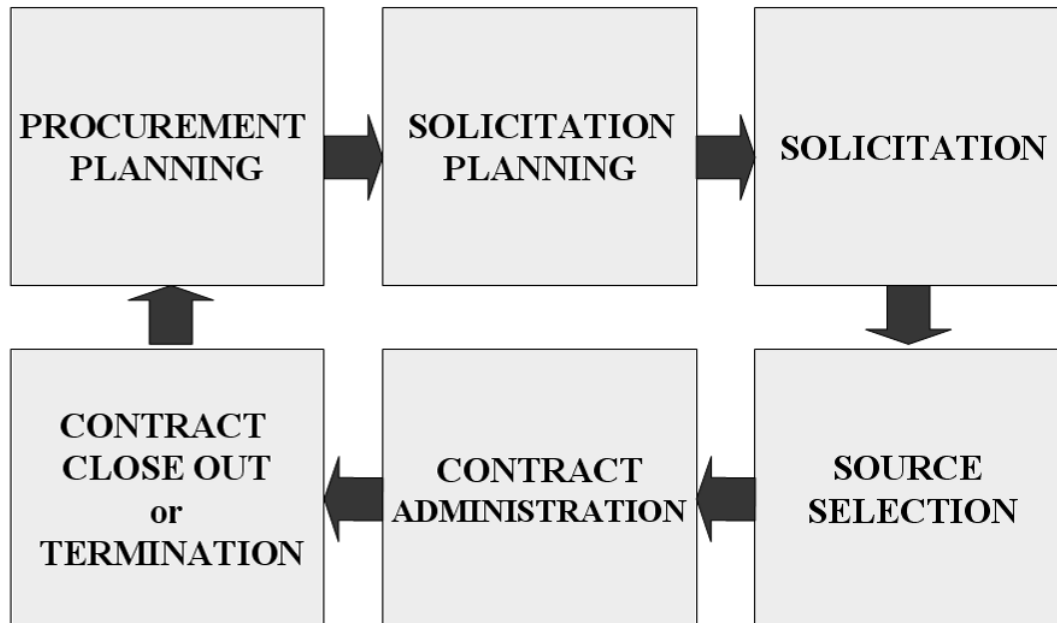 PROCUREMENT
PLANNING
SOLICITATION
PLANNING
SOLICITATION
SOURCE
SELECTION
CONTRACT
ADMINISTRATION
CONTRACT
CLOSE OUT
or
TERMINATION